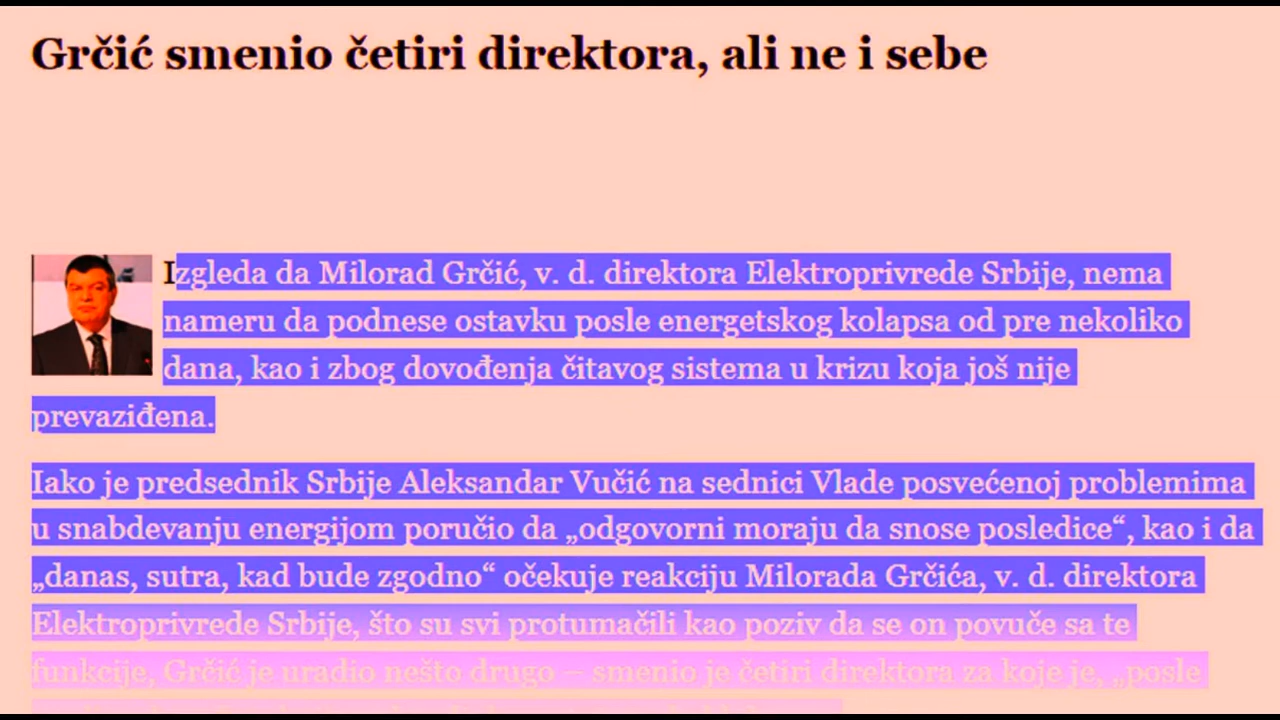 Grčić smenio četiri direktora, ali ne i sebe
Izgleda da Milorad Grčić, v. d. direktora Elektroprivrede Srbije, nema
nameru da podnese ostavku posle energetskog kolapsa od pre nekoliko
dana, kao i zbog dovođenja čitavog sistema u krizu koja još nije
prevaziđena.
Iako je predsednik Srbije Aleksandar Vučić na sednici Vlade posvećenoj problemima
u snabdevanju energijom poručio da „odgovorni moraju da snose posledice“, kao i da
„danas, sutra, kad bude zgodno“ očekuje reakciju Milorada Grčića, v. d. direktora
Elektroprivrede Srbije, što su svi protumačili kao poziv da se on povuče sa te
funkcije, Grčić je uradio nešto drugo – smenio je četiri direktora za koje je, „posle